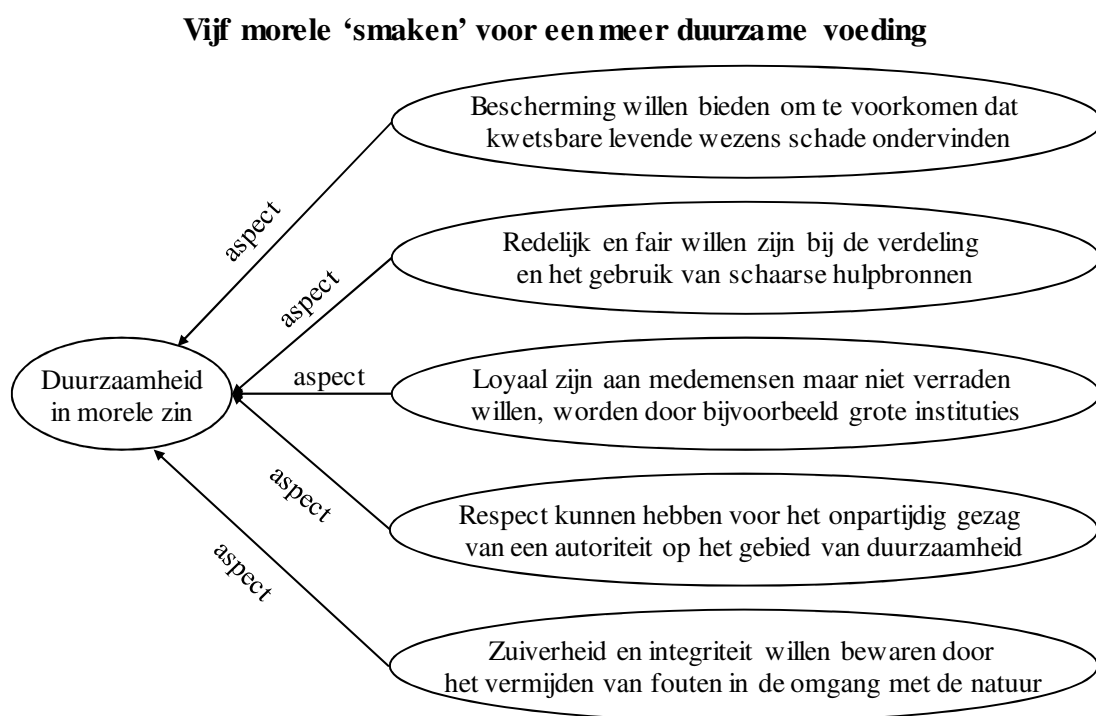 Vijf morele ‘smaken’ voor een meer duurzame voeding
Bescherming willen bieden om te voorkomen dat
kwetsbare levende wezens schade ondervinden
aspect
Redelijk en fair willen zijn bij de verdeling
en het gebruik van schaarse hulpbronnen
aspect
Duurzaamheid
in morele zin
aspect
Loyaal zijn aan medemensen maar niet verraden
willen, worden door bijvoorbeeld grote instituties
aspect
Respect kunnen hebben voor het onpartijdig gezag
van een autoriteit op het gebied van duurzaamheid
aspect
Zuiverheid en integriteit willen bewaren door
het vermijden van fouten in de omgang met de natuur